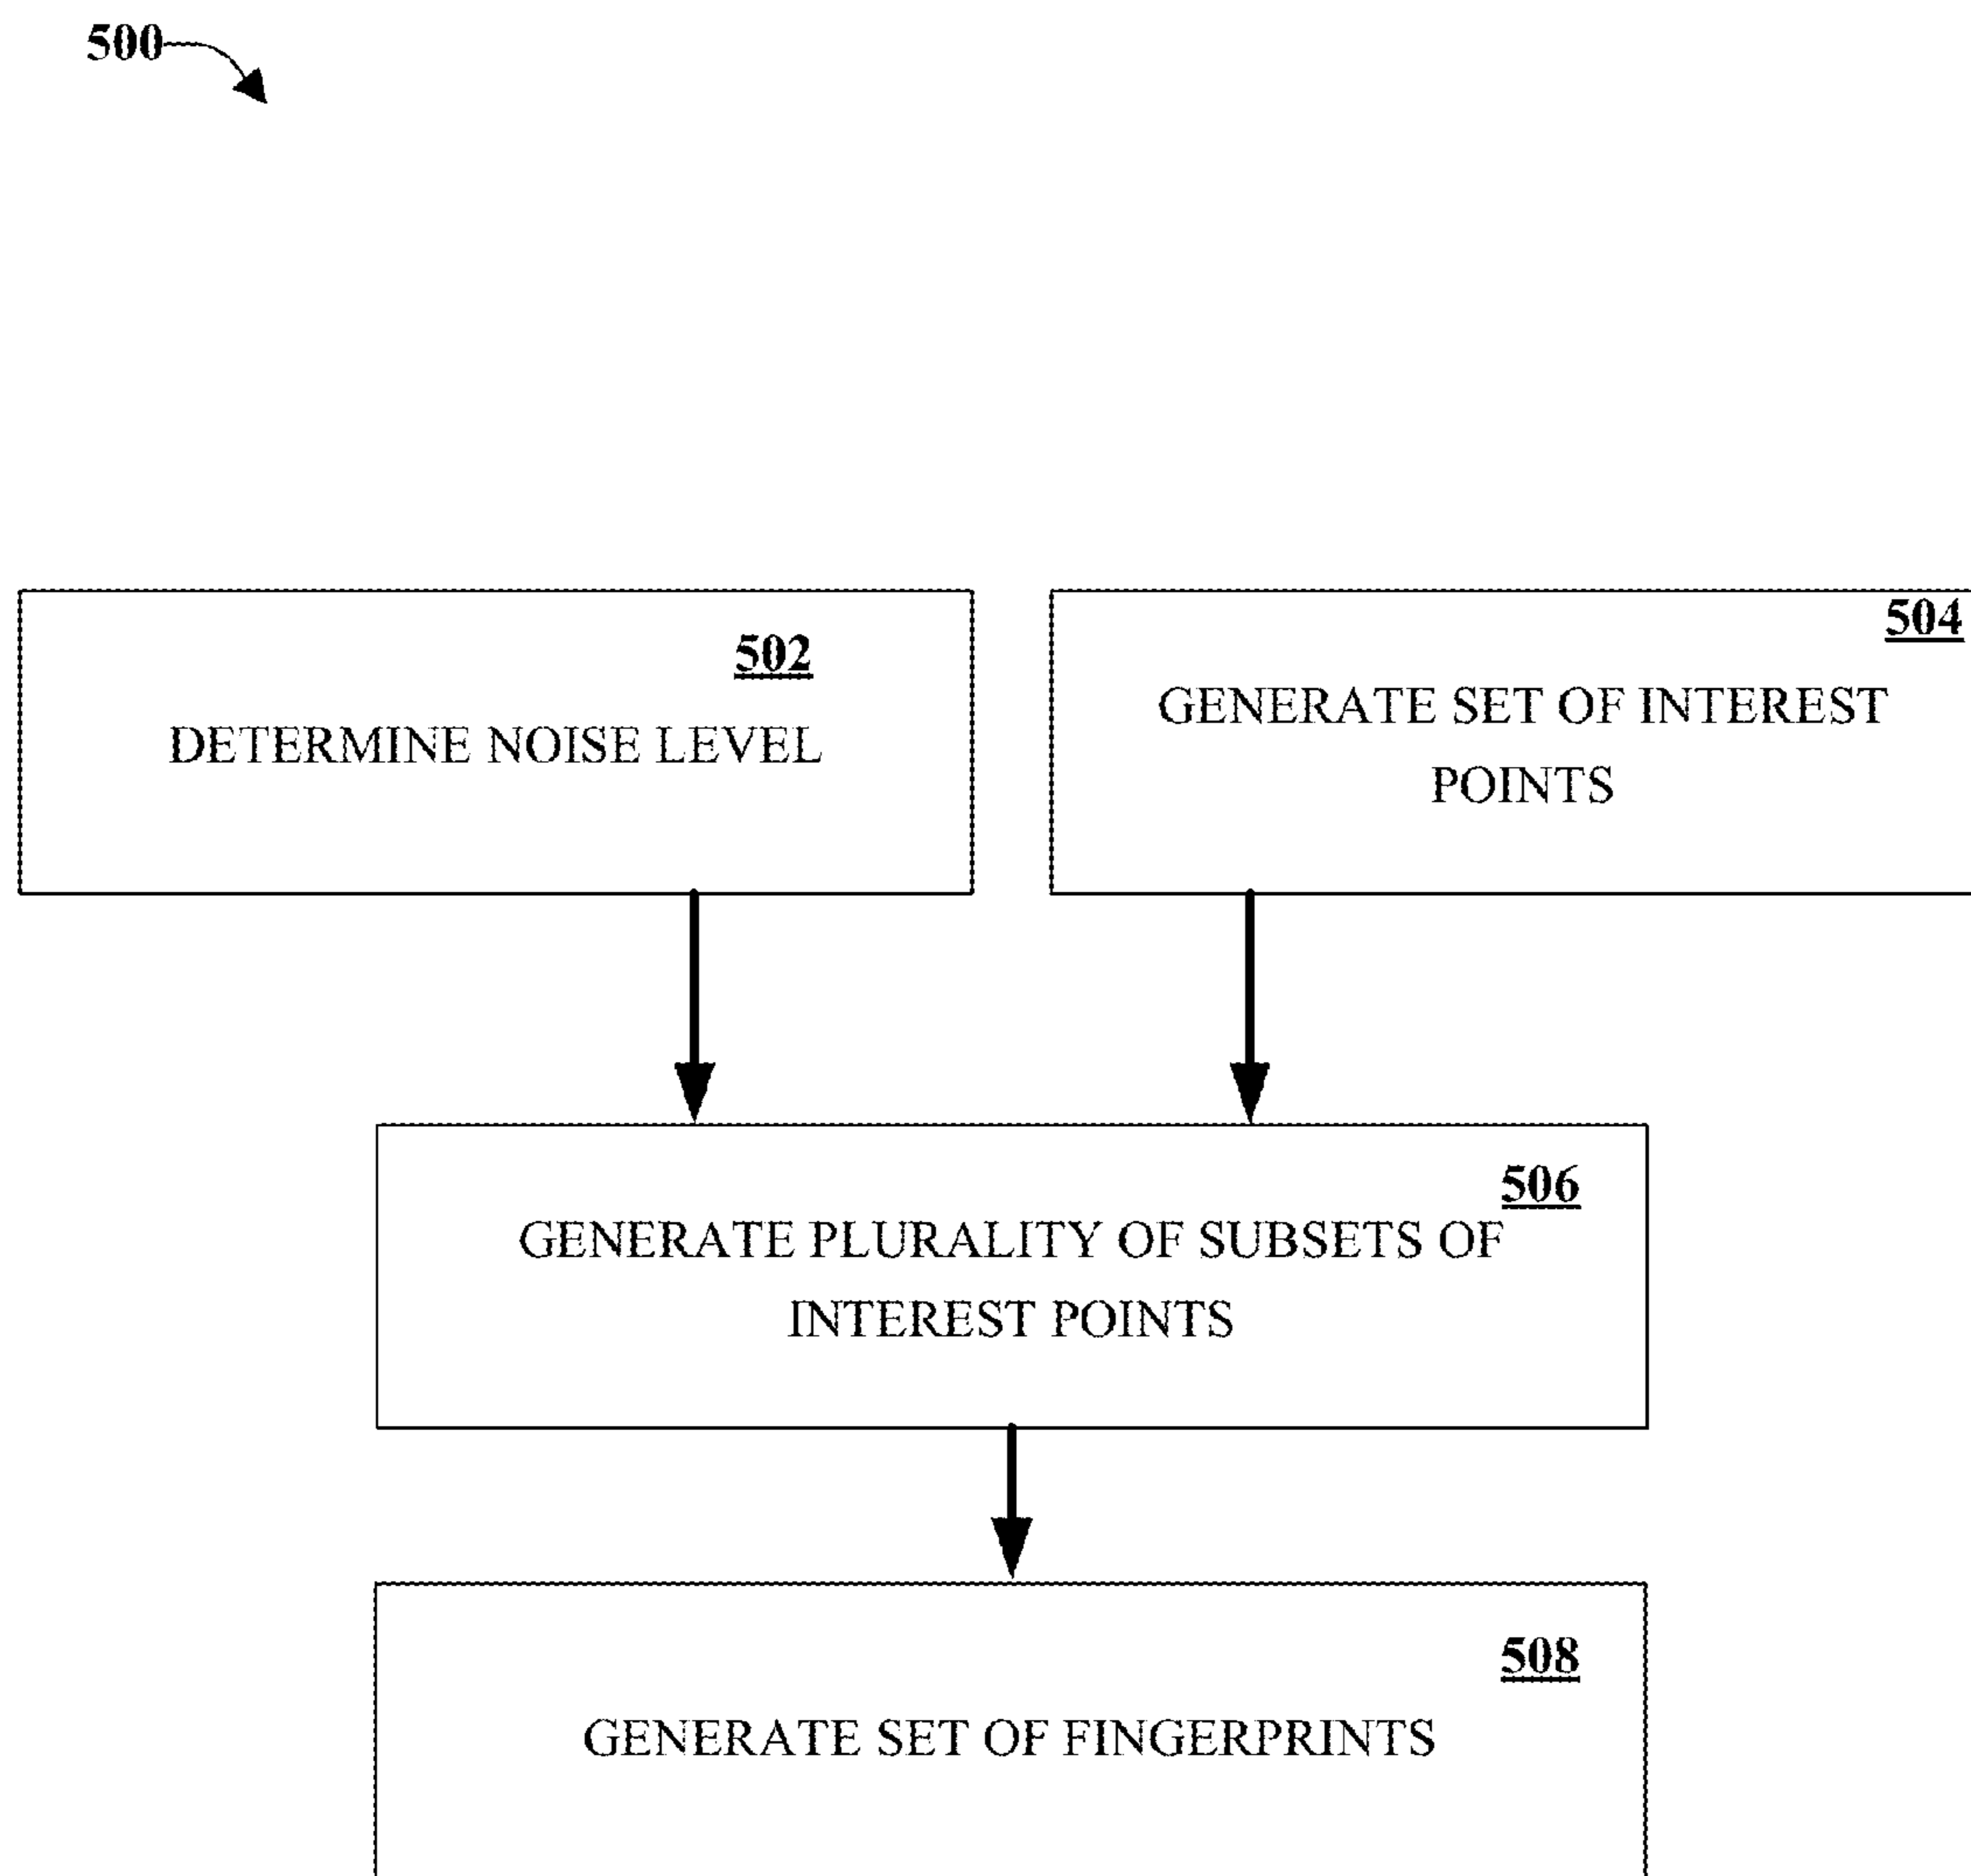 500
502
DETERMINE NOISE LEVEL
504
GENERATE SET OF INTEREST
POINTS
506
GENERATE PLURALITY OF SUBSETS OF
INTEREST POINTS
508
GENERATE SET OF FINGERPRINTS